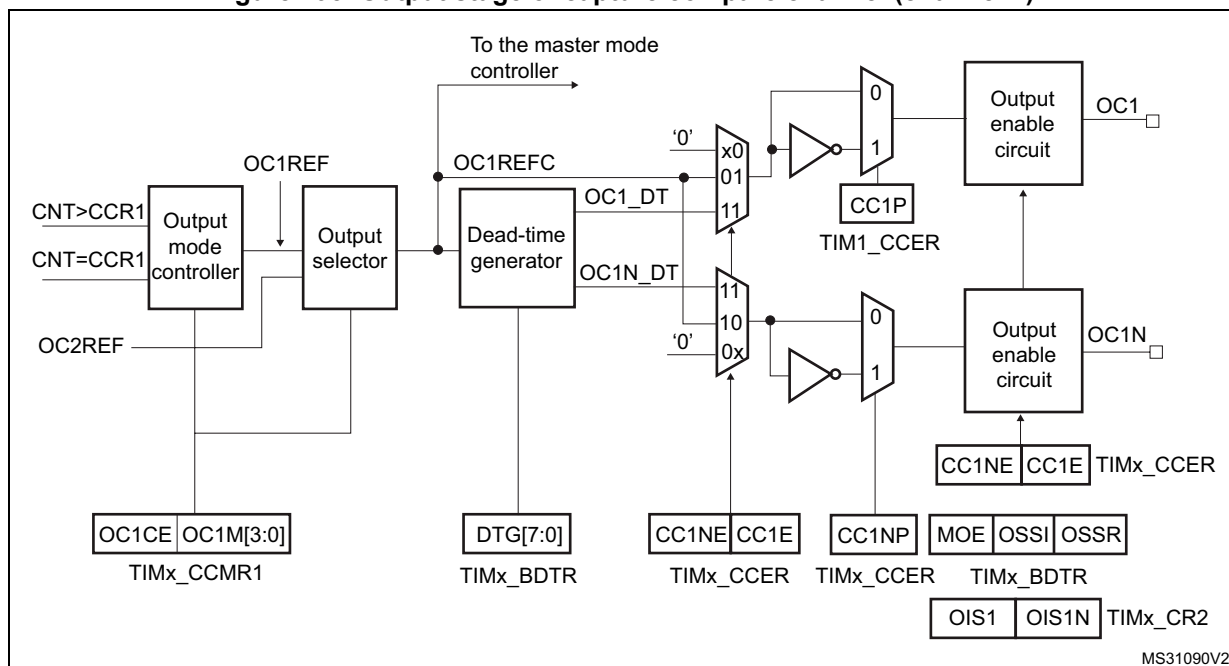 To the master mode
controller
OC1REF
OC1REFC
CNT>CCR1
CNT=CCR1
Output
mode
controller
Output
selector
OC2REF
Dead-time
generator
OC1_DT
OC1N_DT
‘0’
x0
01
11
11
10
‘0’
0x
0
1
CC1P
TIM1_CCER
0
1
Output
enable
circuit
OC1
Output
enable
circuit
OC1N
CC1NE CC1E TIMx_CCER
OC1CE OC1M[3:0]
TIMx_CCMR1
DTG[7:0]
TIMx_BDTR
CC1NE CC1E
TIMx_CCER
CC1NP
TIMx_CCER
MOE OSSI OSSR
TIMx_BDTR
OIS1 OIS1N TIMx_CR2
MS31090V2